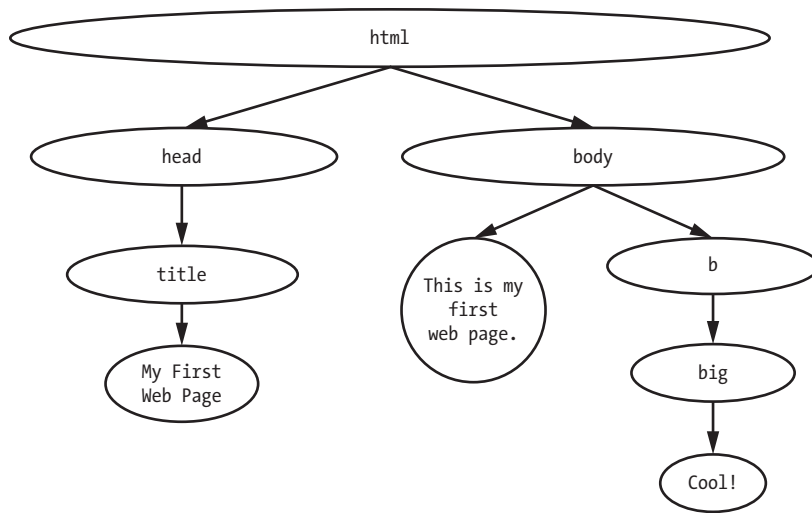 html
head
body
title
This is my
first
web page.
b
My First
Web Page
big
Cool!